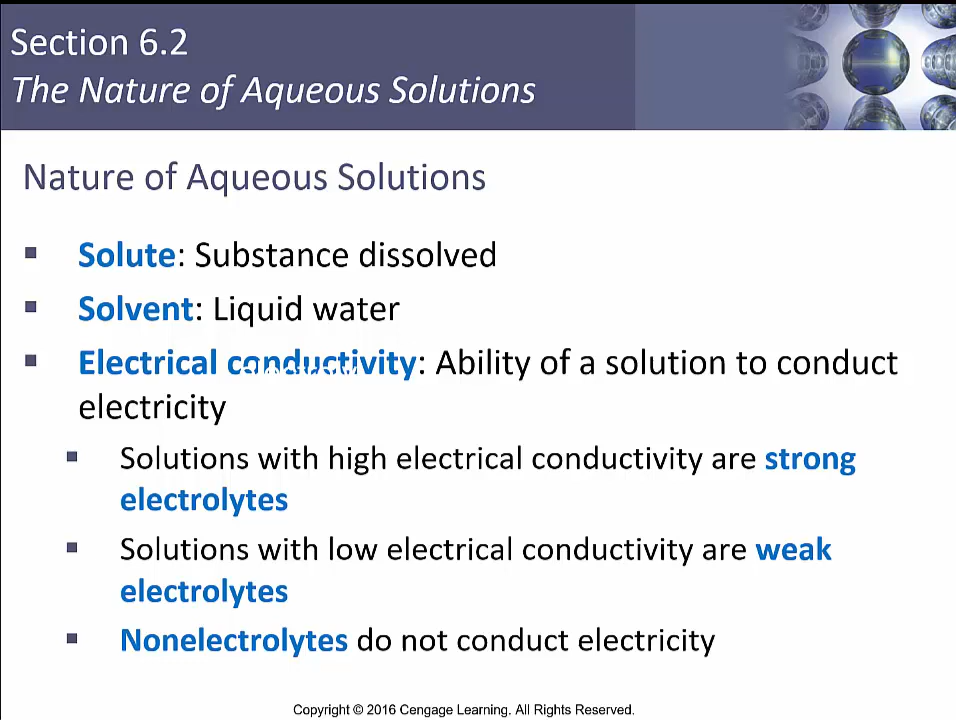 Section 6.2
The Nature of Aqueous Solutions
Nature of Aqueous Solutions
▪ Solute: Substance dissolved
▪ Solvent: Liquid water
▪ Electrical conductivity: Ability of a solution to conduct
electricity
▪ Solutions with high electrical conductivity are strong
electrolytes
▪ Solutions with low electrical conductivity are weak
electrolytes
▪ Nonelectrolytes do not conduct electricity
Copyright © 2016 Cengage Learning. All Rights Reserved.